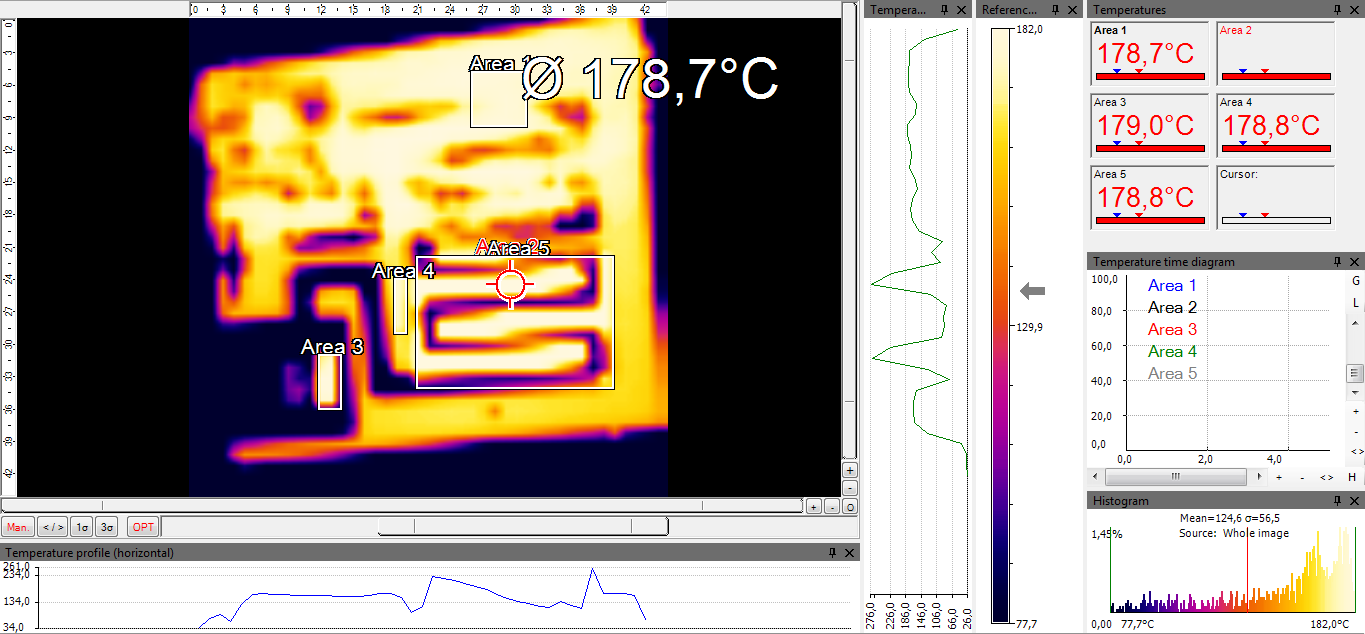 0 3 6 9 12 15 18 21 24 27 30 33 36 39 42
0 3 6 9 12 15 18 21 24 27 30 33 36 39 42
Area 1
Ø 178,7°C
Area 5
Area 4
Area 3
+
-
+ - O
Man. </> 1σ 3σ OPT
Temperature profile (horizontal)
261,0
234,0
134,0
34,0
Tempera...
276,0 226,0 186,0 146,0 106,0 66,0 26,0
Referenc...
182,0
129,9
77,7
Temperatures
Area 1
178,7°C
Area 2
Area 3
179,0°C
Area 4
178,8°C
Area 5
178,8°C
Cursor:
Temperature time diagram
100,0
80,0
60,0
40,0
20,0
0,0
Area 1
Area 2
Area 3
Area 4
Area 5
0,0 2,0 4,0
G
L
+
-
<>
+ - <> H
Histogram
Mean=124,6 σ=56,5
Source: Whole image
1,45%
0,00 77,7°C 182,0°C